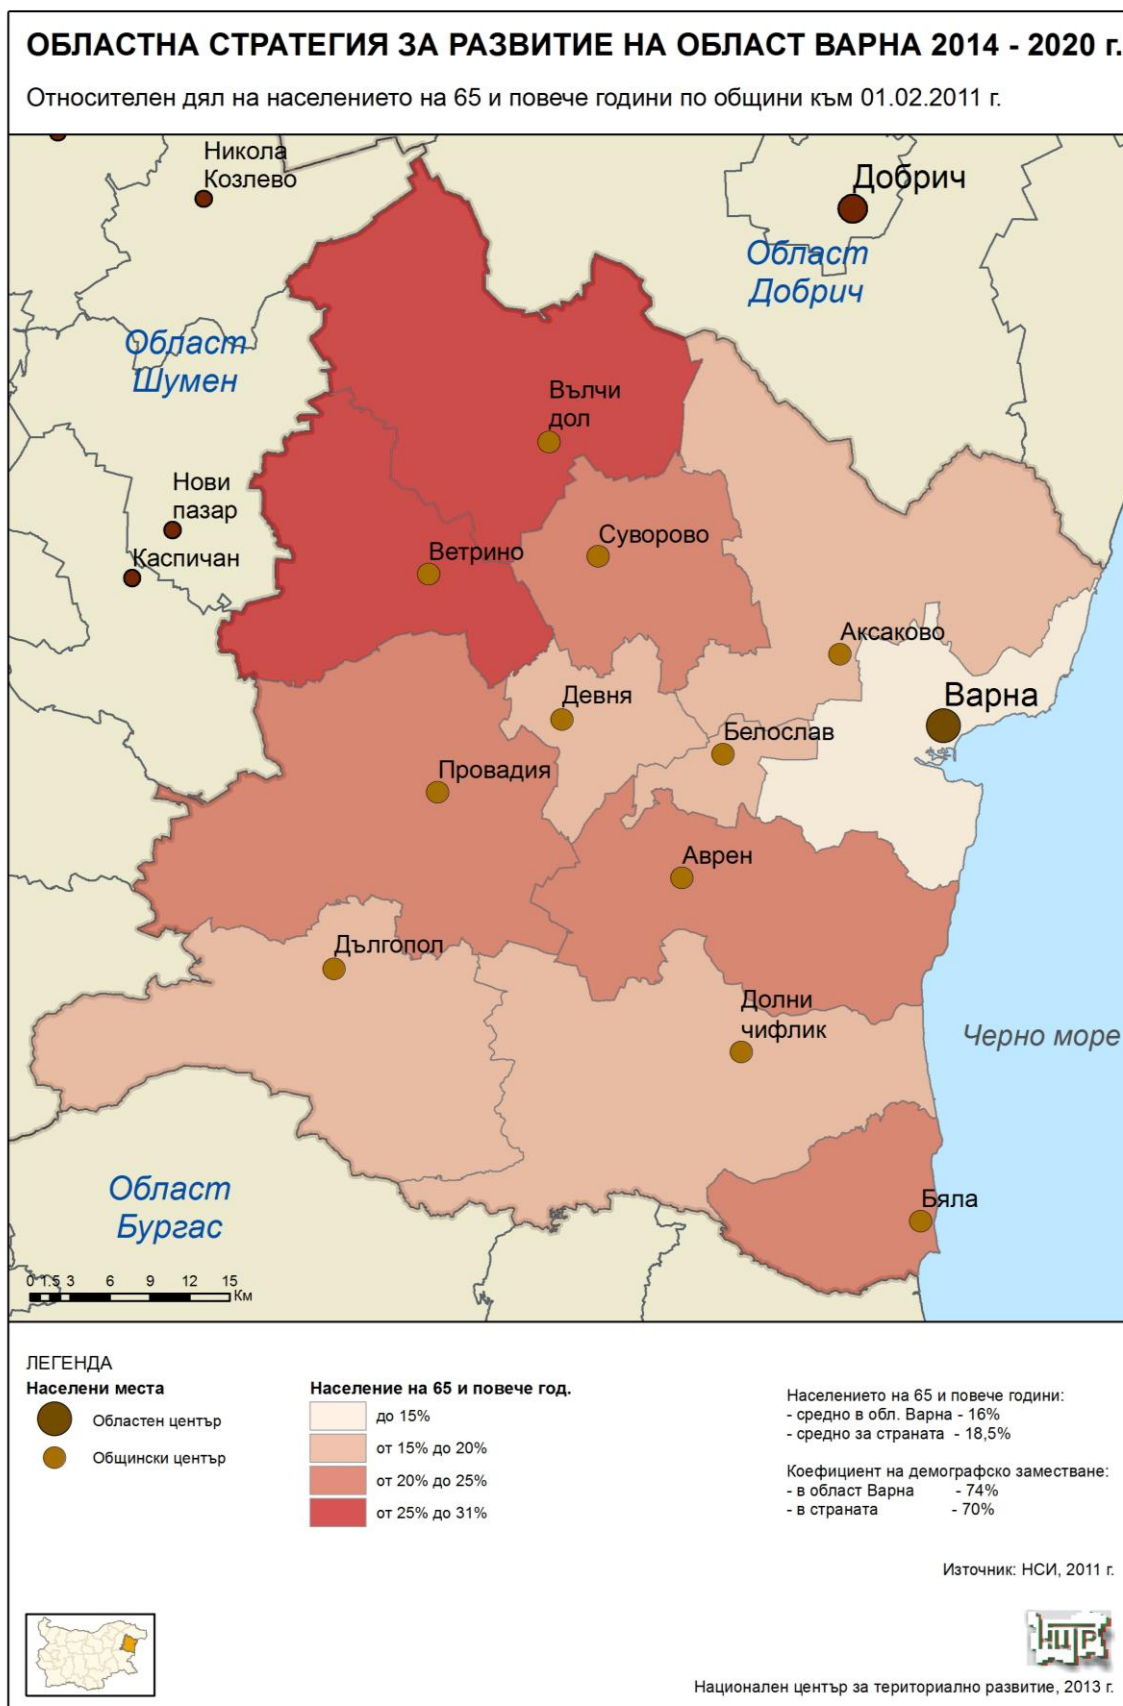 ОБЛАСТНА СТРАТЕГИЯ ЗА РАЗВИТИЕ НА ОБЛАСТ ВАРНА 2014 - 2020 г.
Относителен дял на населението на 65 и повече години по общини към 01.02.2011 г.
Никола
Козлево
Добрич
Област
Добрич
Област
Шумен
Вълчи
дол
Нови
пазар
Суворово
Ветрино
Каспичан
Аксаково
Девня
Варна
Белослав
Провадия
Аврен
Дългопол
Долни
чифлик
Черно море
Област
Бургас
Бяла
0 1.5 3 6 9 12 15
Км
ЛЕГЕНДА
Населени места
Областен център
Общински център
Население на 65 и повече год.
до 15%
от 15% до 20%
от 20% до 25%
от 25% до 31%
Населението на 65 и повече години:
- средно в обл. Варна - 16%
- средно за страната - 18,5%
Коефициент на демографско заместване:
- в област Варна - 74%
- в страната - 70%
Източник: НСИ, 2011 г.
НЦТР
Национален център за териториално развитие, 2013 г.